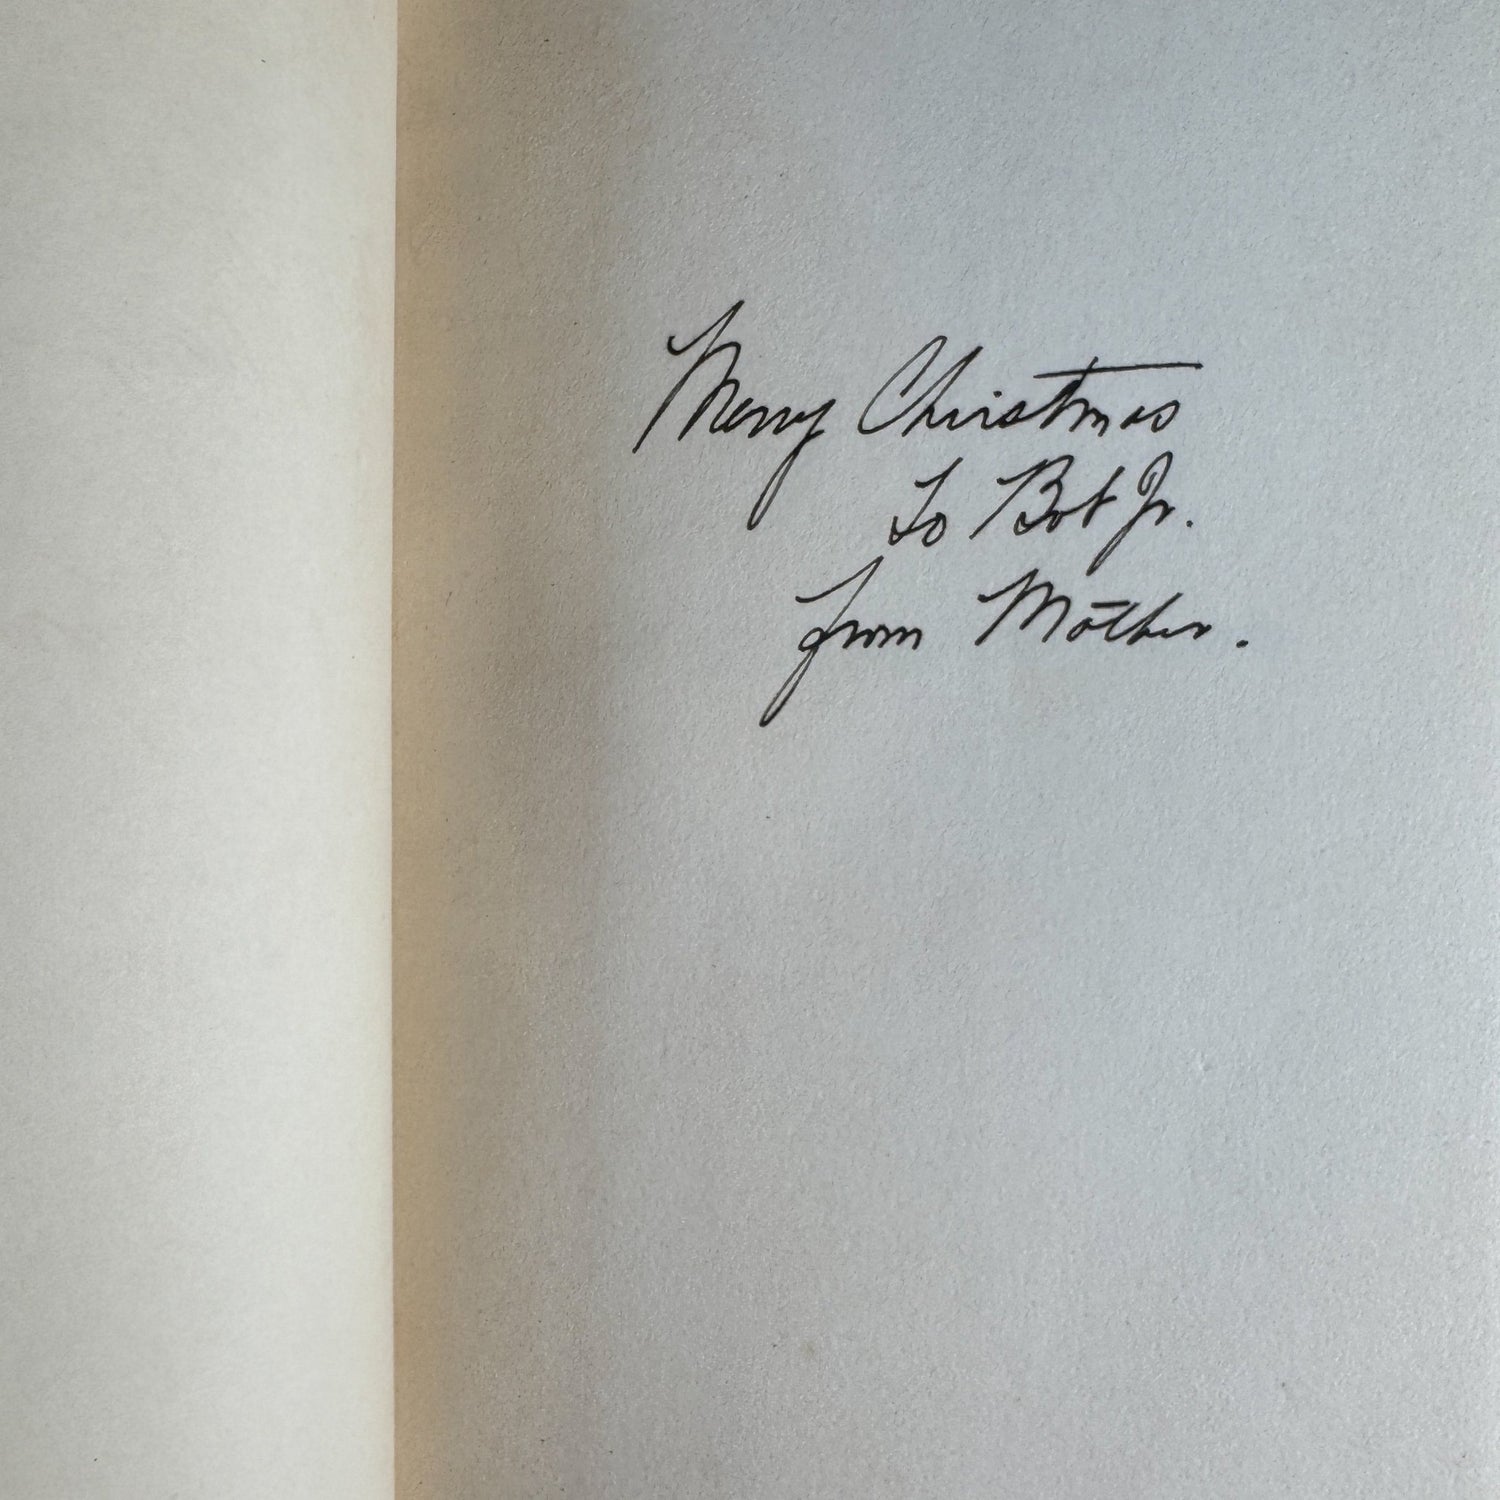 Merry Christmas
To Bob Jr.
from Mother.